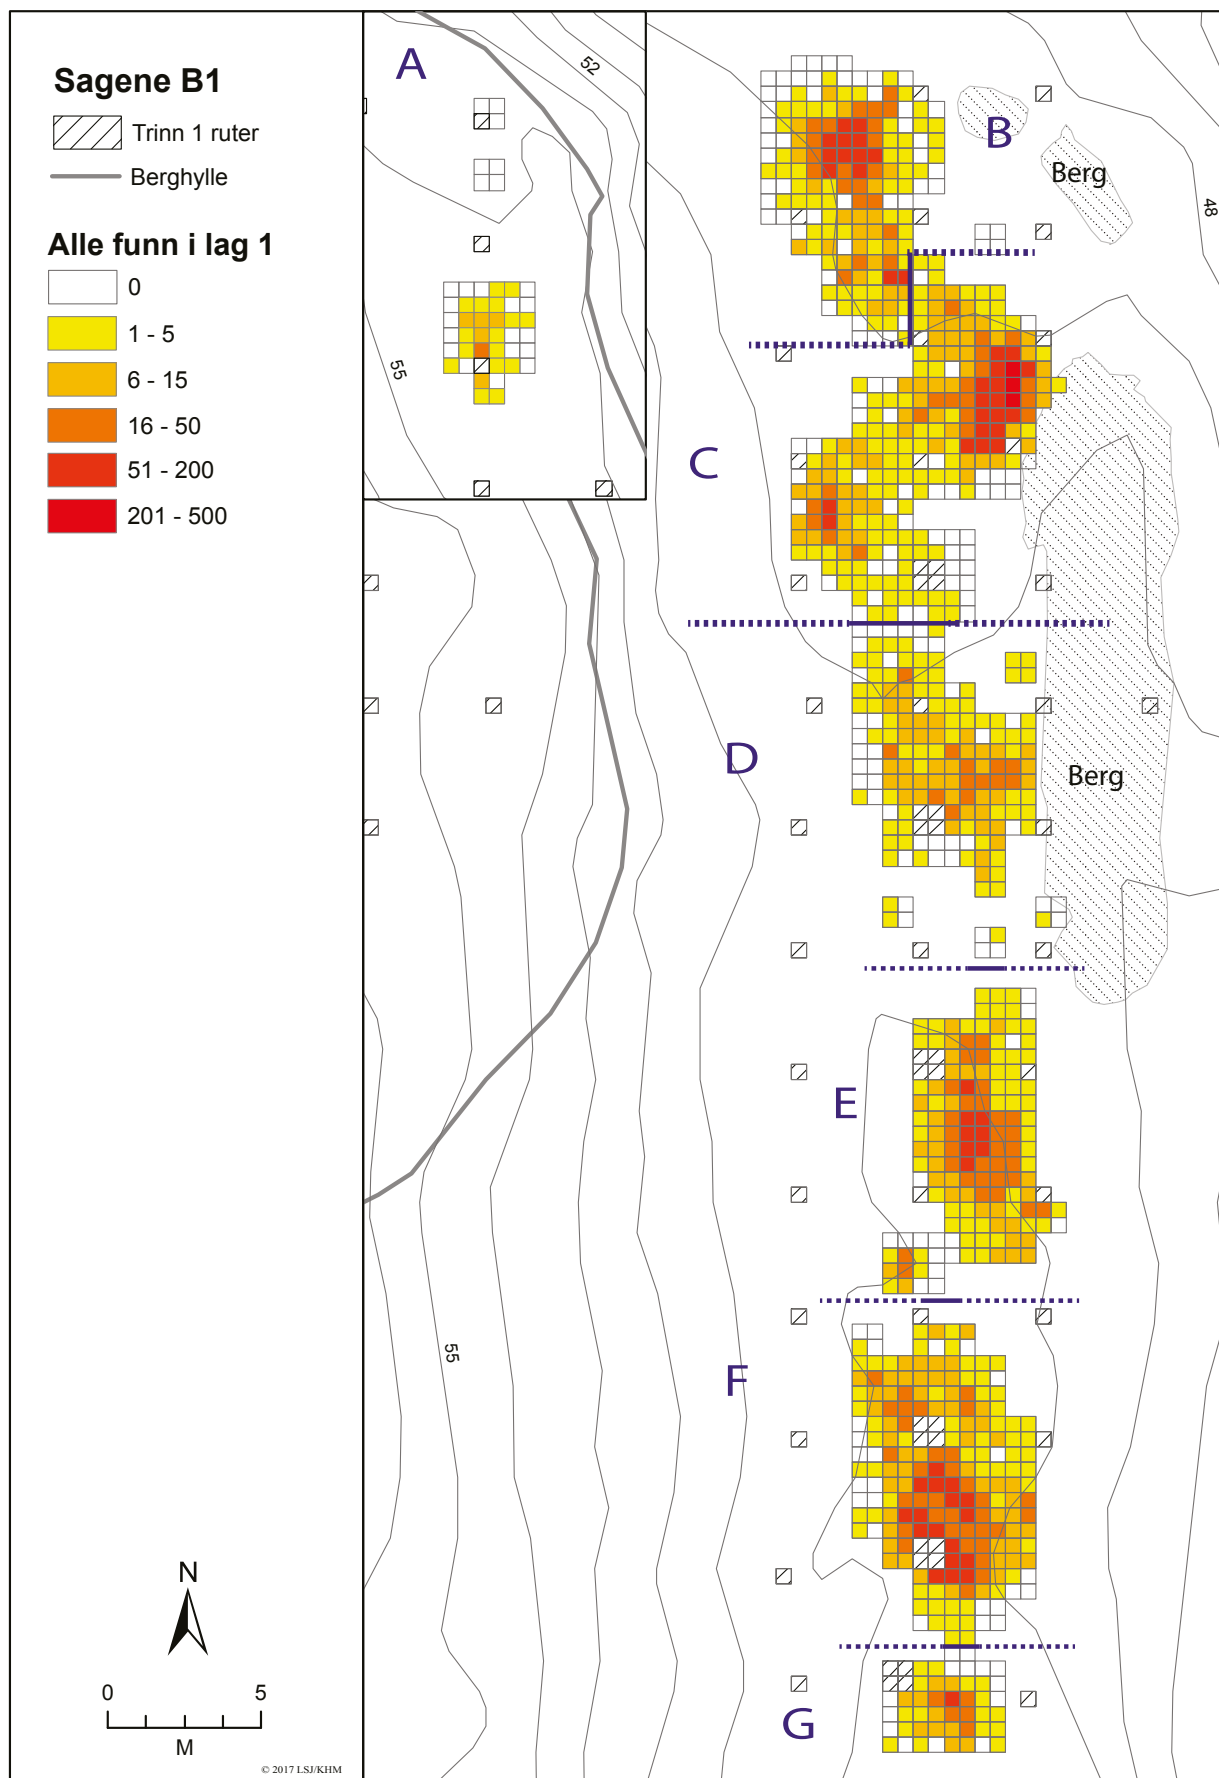 Sagene B1
Trinn 1 ruter
Berghylle
Alle funn i lag 1
0
1 - 5
6 - 15
16 - 50
51 - 200
201 - 500
N
0 5
M
© 2017 LSJ/KHM
A
52
55
B
Berg
48
C
D
Berg
E
F
55
G